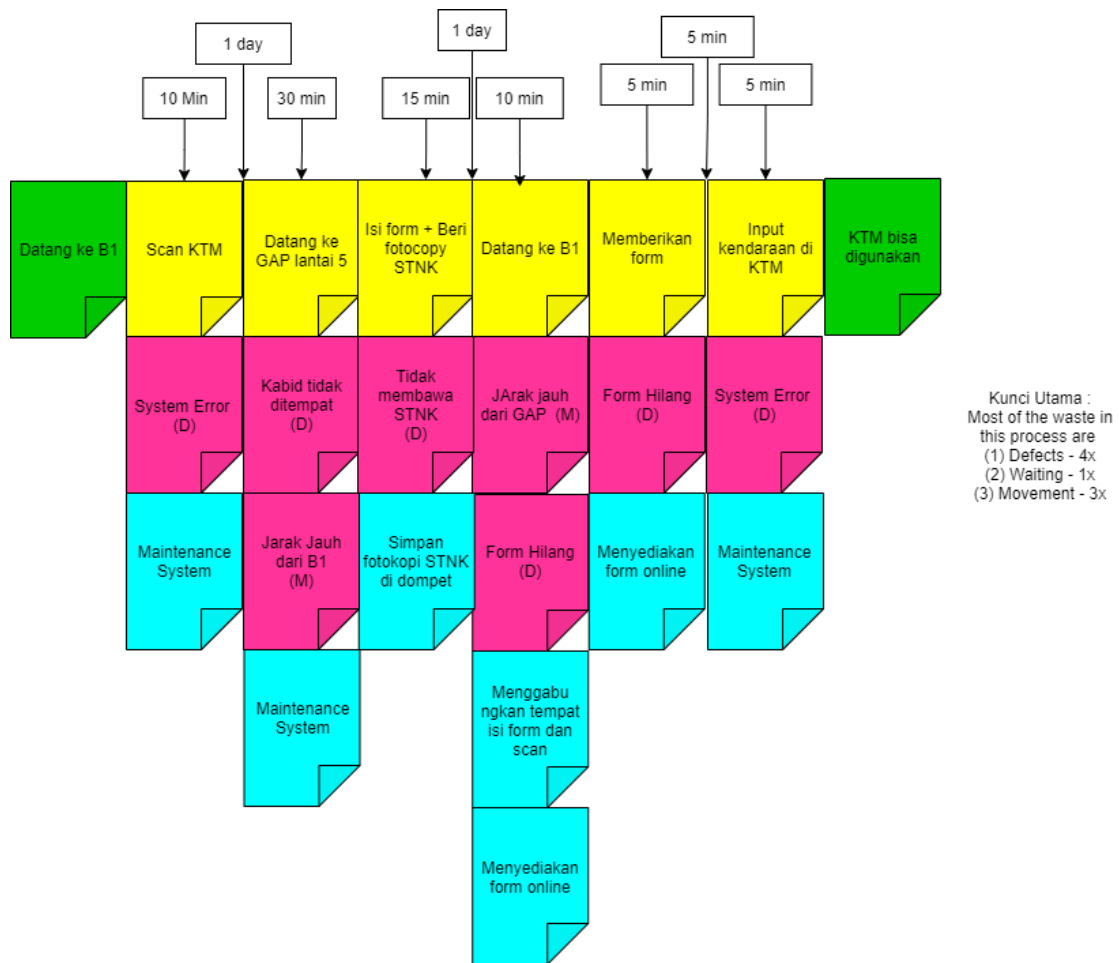 1 day
1 day
5 min
10 Min
30 min
15 min
10 min
5 min
5 min
Datang ke B1
Scan KTM
Datang ke
GAP lantai 5
Isi form + Beri
fotocopy
STNK
Datang ke B1
Memberikan
form
Input
kendaraan di
KTM
KTM bisa
digunakan
System Error
(D)
Kabid tidak
ditempat
(D)
Tidak
membawa
STNK
(D)
JArak jauh
dari GAP (M)
Form Hilang
(D)
System Error
(D)
Kunci Utama :
Most of the waste in
this process are
(1) Defects - 4x
(2) Waiting - 1x
(3) Movement - 3x
Maintenance
System
Jarak Jauh
dari B1
(M)
Simpan
fotokopi STNK
di dompet
Form Hilang
(D)
Menyediakan
form online
Maintenance
System
Maintenance
System
Menggabu
ngkan tempat
isi form dan
scan
Menyediakan
form online